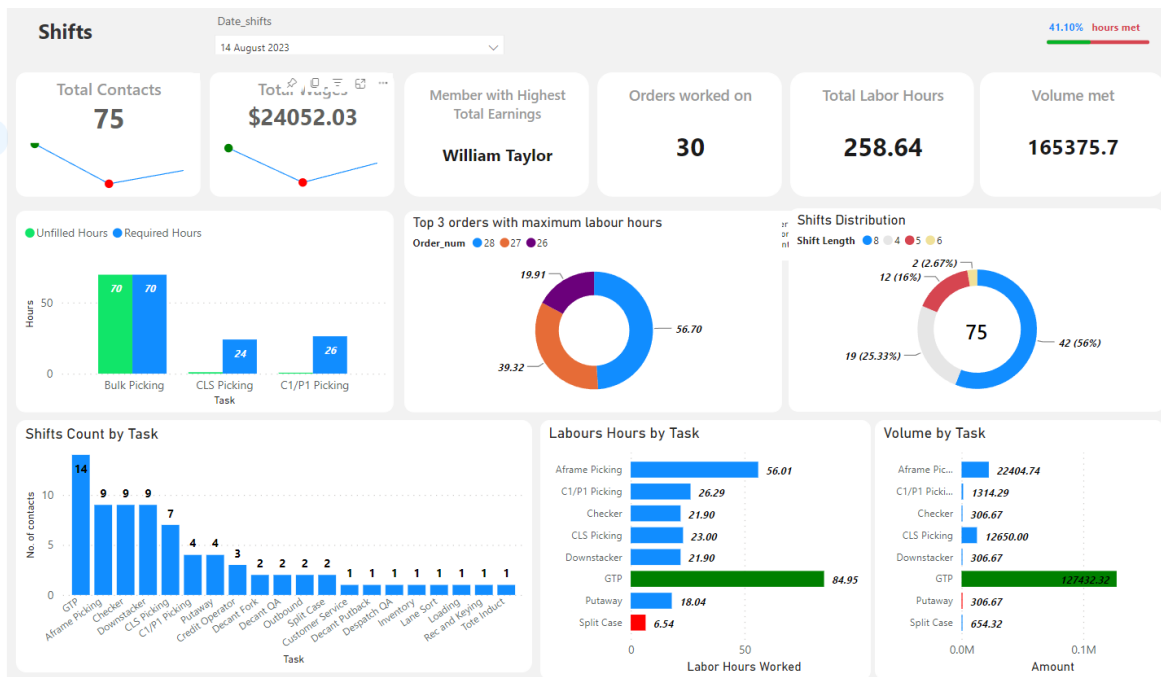 Shifts
Date_shifts
14 August 2023
41.10% hours met
Total Contacts
75
Total Wages
$24052.03
Member with Highest
Total Earnings
William Taylor
Orders worked on
30
Total Labor Hours
258.64
Volume met
165375.7
Unfilled Hours Required Hours
Hours
50
0
70 70
24
26
Bulk Picking CLS Picking C1/P1 Picking
Task
Top 3 orders with maximum labour hours
Order_num 28 27 26
19.91
56.70
39.32
Shifts Distribution
Shift Length 8 4 5 6
2 (2.67%)
12 (16%)
75
42 (56%)
19 (25.33%)
Shifts Count by Task
No. of contacts
10
5
0
14 9 9 9 7 4 4 3 2 2 2 2 1 1 1 1 1 1 1 1
GTP
Aframe Picking
Checker
Downstacker
CLS Picking
C1/P1 Picking
Putaway
Credit Operator
Decant Fork
Decant QA
Outbound
Split Case
Customer Service
Decant Putback
Despatch QA
Inventory
Lane Sort
Loading
Rec and Keying
Tote Induct
Task
Labours Hours by Task
Aframe Picking 56.01
C1/P1 Picking 26.29
Checker 21.90
CLS Picking 23.00
Downstacker 21.90
GTP 84.95
Putaway 18.04
Split Case 6.54
0 50
Labor Hours Worked
Volume by Task
Aframe Pic... 22404.74
C1/P1 Picki... 1314.29
Checker 306.67
CLS Picking 12650.00
Downstacker 306.67
GTP 127432.32
Putaway 306.67
Split Case 654.32
0.0M 0.1M
Amount